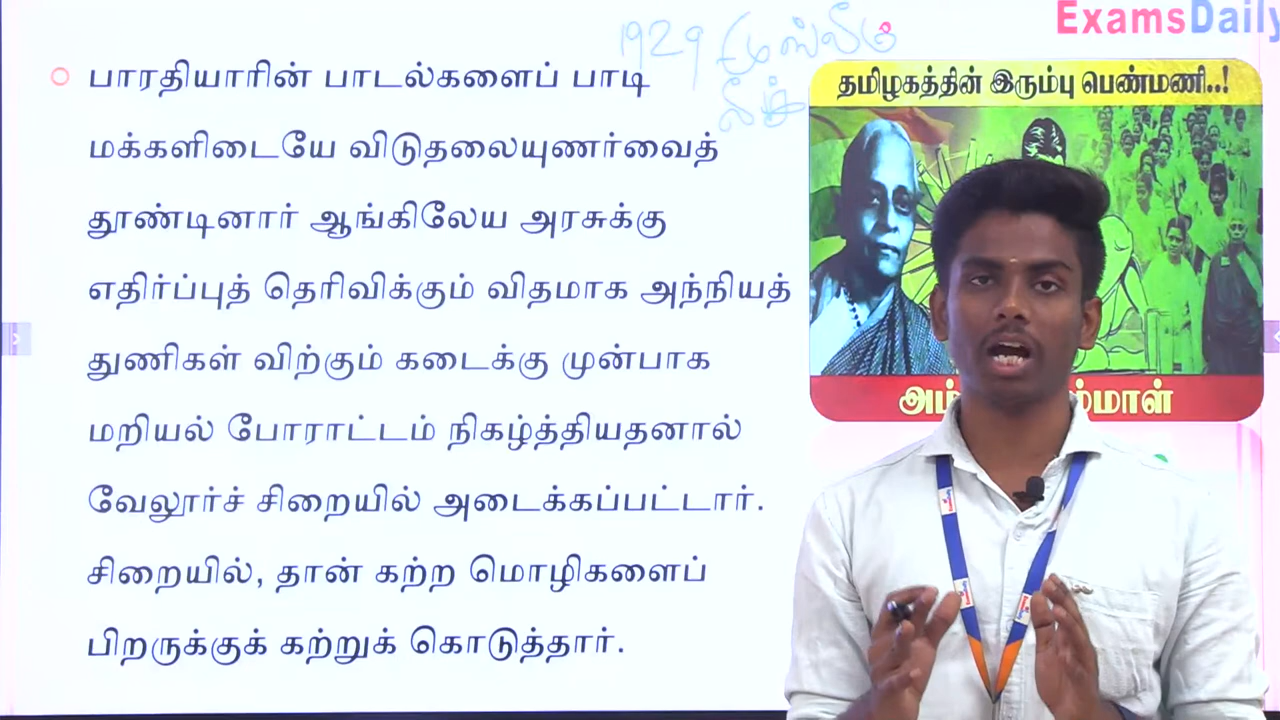 ExamsDaily
1929 முஸ்லீம்
லீக்
பாரதியாரின் பாடல்களைப் பாடி
மக்களிடையே விடுதலையுணர்வைத்
தூண்டினார் ஆங்கிலேய அரசுக்கு
எதிர்ப்புத் தெரிவிக்கும் விதமாக அந்நியத்
துணிகள் விற்கும் கடைக்கு முன்பாக
மறியல் போராட்டம் நிகழ்த்தியதனால்
வேலூர்ச் சிறையில் அடைக்கப்பட்டார்.
சிறையில், தான் கற்ற மொழிகளைப்
பிறருக்குக் கற்றுக் கொடுத்தார்.
தமிழகத்தின் இரும்பு பெண்மணி..!